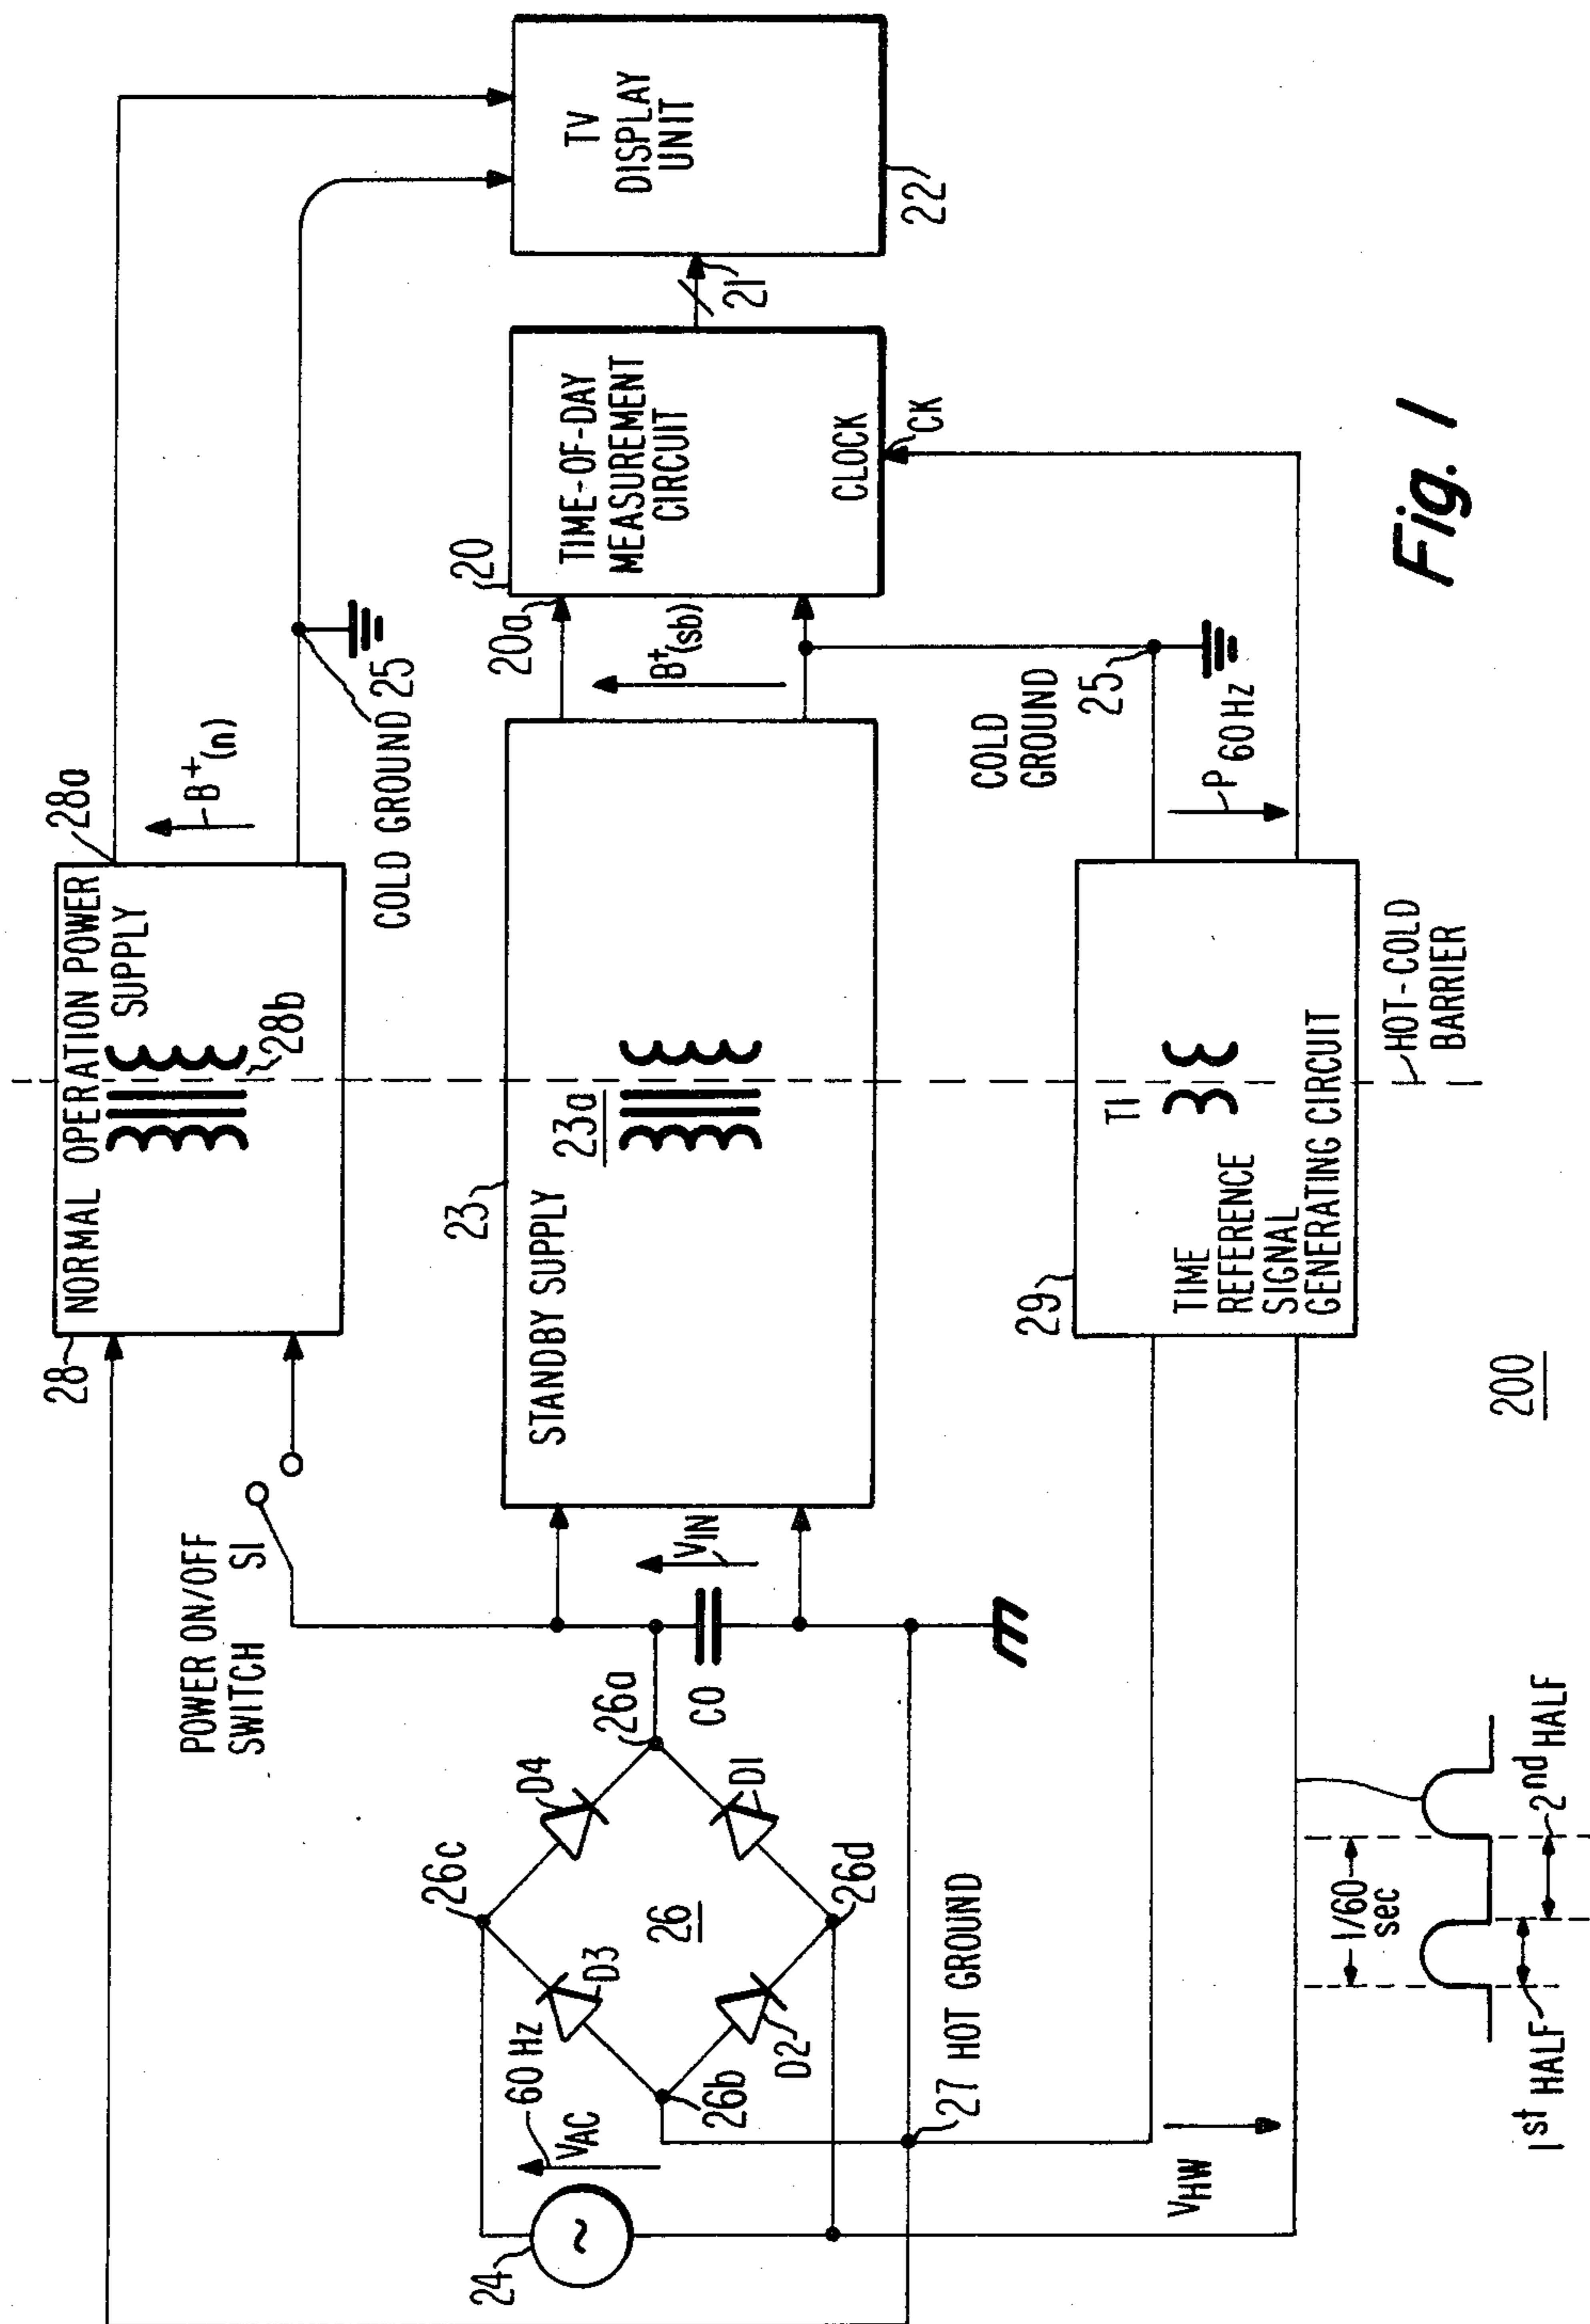 28
NORMAL OPERATION POWER
SUPPLY
28b
28a
B+(n)
COLD GROUND 25
POWER ON/OFF
SWITCH S1
TV
DISPLAY
UNIT
22
21
23
STANDBY SUPPLY
23a
20
20a
TIME-OF-DAY
MEASUREMENT
CIRCUIT
CLOCK
CK
B+(sb)
VIN
CO
26a
26c
26
26b
26d
D4
D1
D3
D2
24
~
60 Hz
VAC
27 HOT GROUND
COLD
GROUND
25
29
TIME
REFERENCE
SIGNAL
GENERATING CIRCUIT
T1
P 60 Hz
HOT-COLD
BARRIER
VHW
1/60
sec
1st HALF
2nd HALF
200
Fig. 1